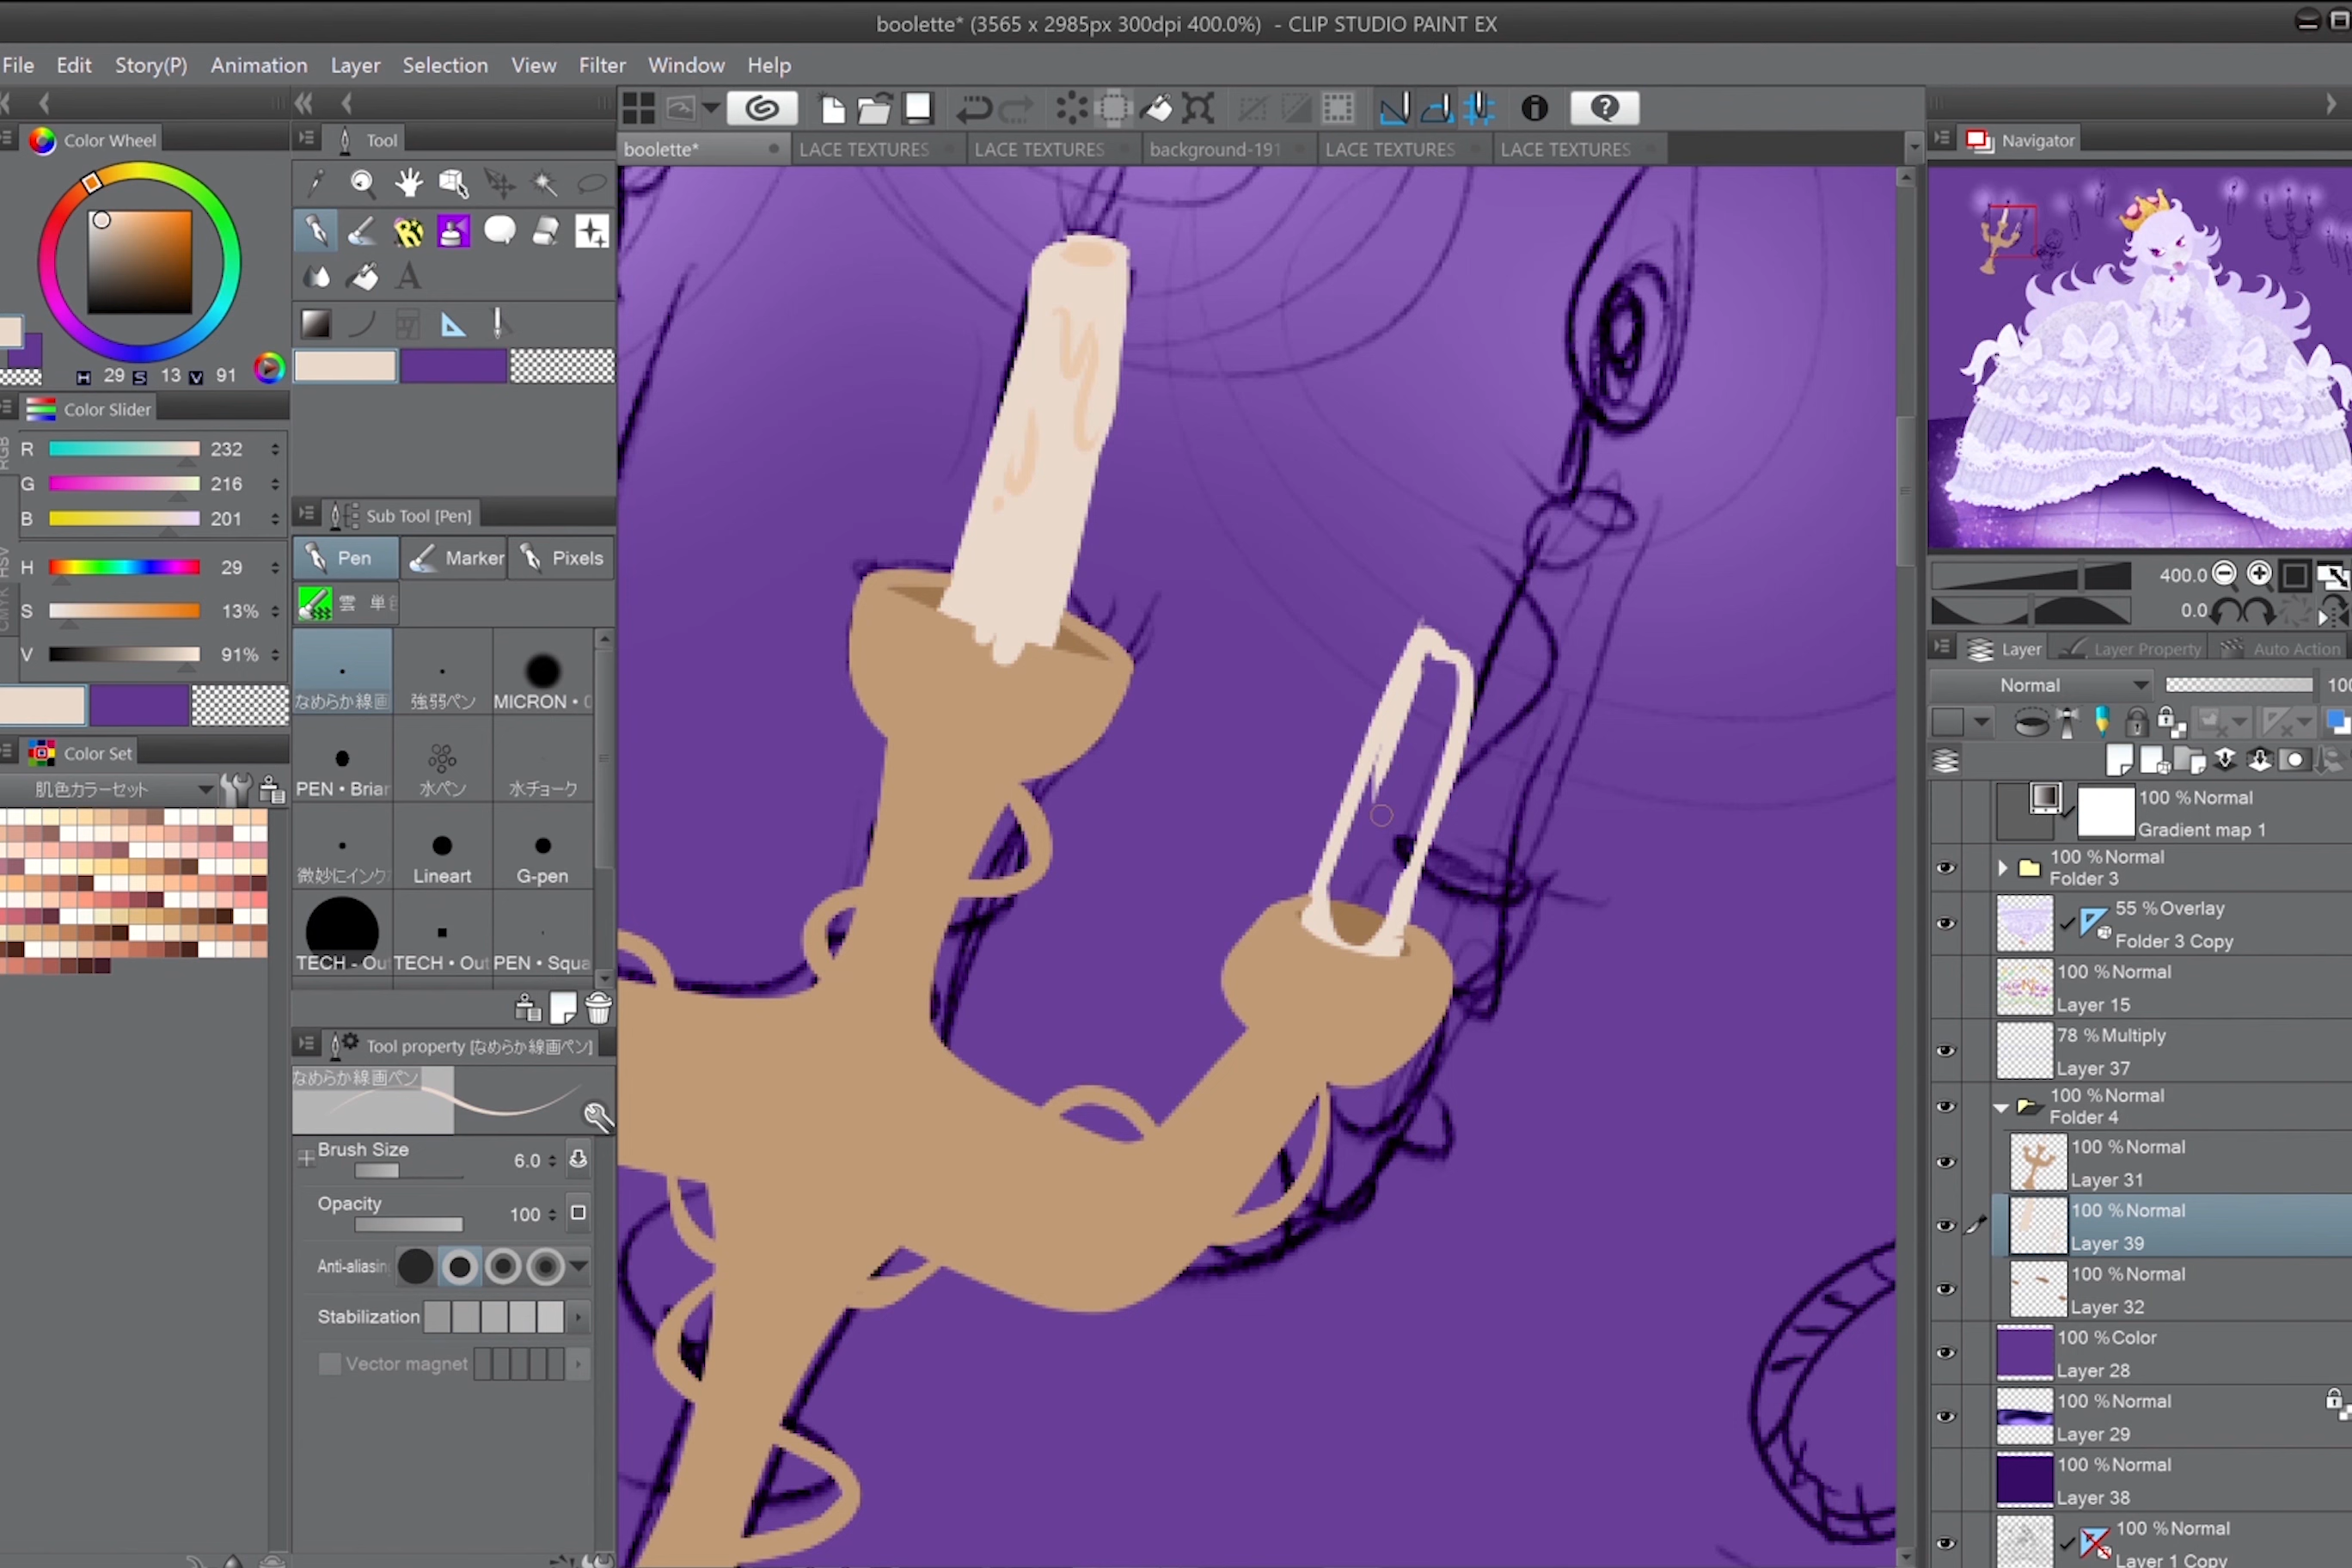 boolette* (3565 x 2985px 300dpi 400.0%) - CLIP STUDIO PAINT EX
File Edit Story(P) Animation Layer Selection View Filter Window Help
boolette* LACE TEXTURES LACE TEXTURES background-191 LACE TEXTURES LACE TEXTURES
Color Wheel
H 29 S 13 V 91
Color Slider
RGB
R 232
G 216
B 201
HSV
H 29
S 13%
CMYK
V 91%
Color Set
肌色カラーセット
Tool
Sub Tool [Pen]
Pen Marker Pixels
雲 単
なめらか線画 強弱ペン MICRON •
PEN • Briar 水ペン 水チョーク
微妙にインク Lineart G-pen
TECH - Out TECH • Out PEN • Squa
Tool property [なめらか線画ペン]
なめらか線画ペン
Brush Size 6.0
Opacity 100
Anti-aliasing
Stabilization
Vector magnet
Navigator
400.0
0.0
Layer Layer Property Auto Action
Normal 100
100 %Normal
Gradient map 1
100 %Normal
Folder 3
55 %Overlay
Folder 3 Copy
100 %Normal
Layer 15
78 %Multiply
Layer 37
100 %Normal
Folder 4
100 %Normal
Layer 31
100 %Normal
Layer 39
100 %Normal
Layer 32
100 %Color
Layer 28
100 %Normal
Layer 29
100 %Normal
Layer 38
100 %Normal
Layer 1 Copy